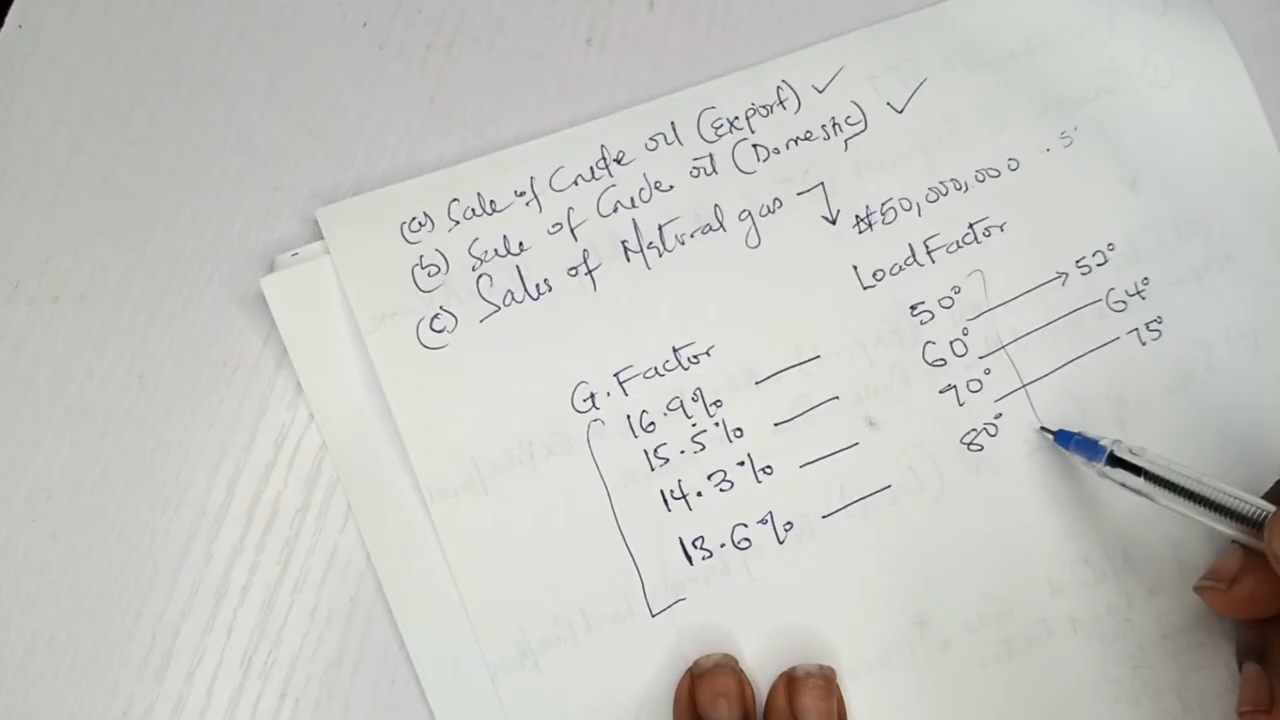 (a) Sale of Crude oil (Export) ✓
(b) Sale of Crude oil (Domestic) ✓
(c) Sales of Natural gas
₦50,000,000
G. Factor
16.9%
15.5%
14.3%
13.6%
Load Factor
50° → 52°
60° 64°
70° 75°
80°